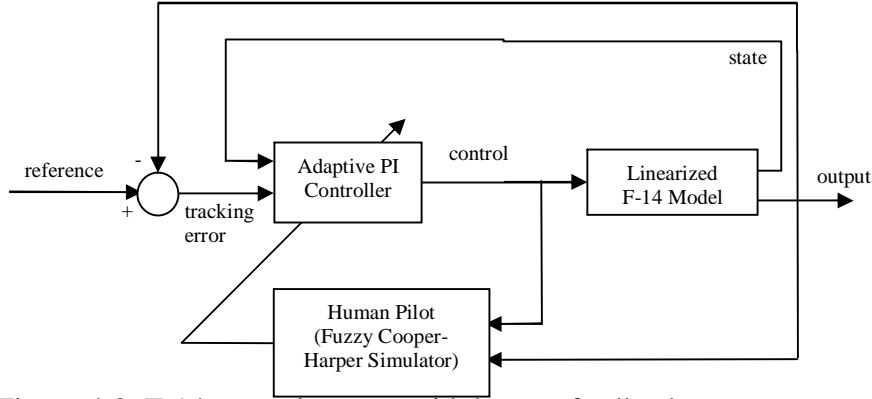 state
-
reference
+
tracking
error
Adaptive PI
Controller
control
Linearized
F-14 Model
output
Human Pilot
(Fuzzy Cooper-
Harper Simulator)